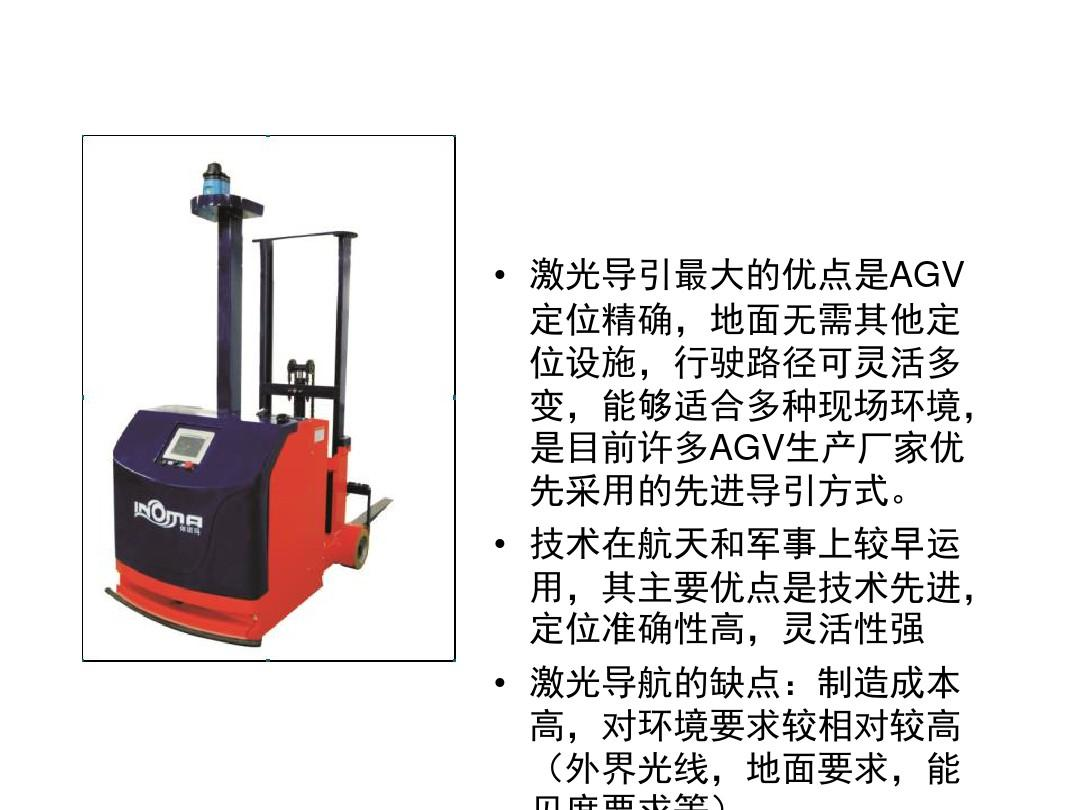 INOMA
• 激光导引最大的优点是AGV
定位精确，地面无需其他定
位设施，行驶路径可灵活多
变，能够适合多种现场环境，
是目前许多AGV生产厂家优
先采用的先进导引方式。
• 技术在航天和军事上较早运
用，其主要优点是技术先进，
定位准确性高，灵活性强
• 激光导航的缺点：制造成本
高，对环境要求较相对较高
（外界光线，地面要求，能
见度要求等）